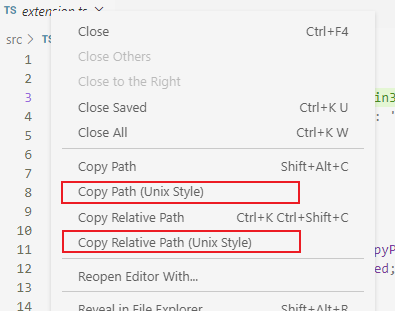 TS extension.ts
src > TS
Close Ctrl+F4
Close Others
Close to the Right
Close Saved Ctrl+K U
Close All Ctrl+K W
Copy Path Shift+Alt+C
Copy Path (Unix Style)
Copy Relative Path Ctrl+K Ctrl+Shift+C
Copy Relative Path (Unix Style)
Reopen Editor With...
Reveal in File Explorer Shift+Alt+R
1
2
3 in3
4 : '
5
6
7
8
9
10
11 pyP
12 ed;
13
14